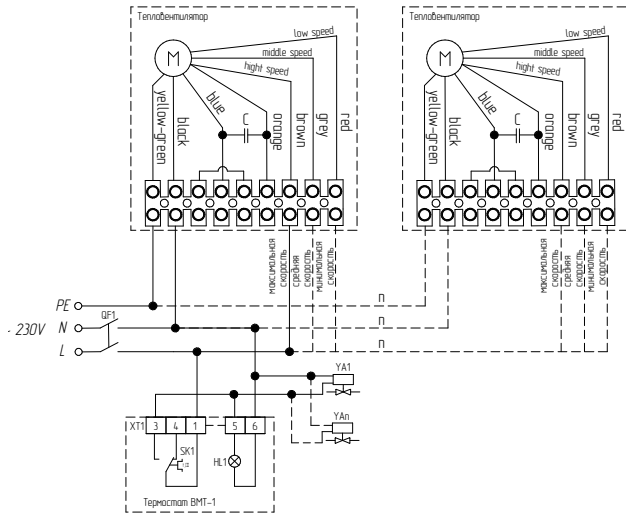 Тепловентилятор
M
low speed
middle speed
hight speed
yellow-green
black
blue
C
orange
brown
grey
red
Тепловентилятор
M
low speed
middle speed
hight speed
yellow-green
black
blue
C
orange
brown
grey
red
максимальная
скорость
средняя
скорость
минимальная
скорость
максимальная
скорость
средняя
скорость
минимальная
скорость
PE
n
~ 230V
N
QF1
n
L
n
YA1
YAn
XT1
3
4
1
5
6
SK1
HL1
Термостат ВМТ-1